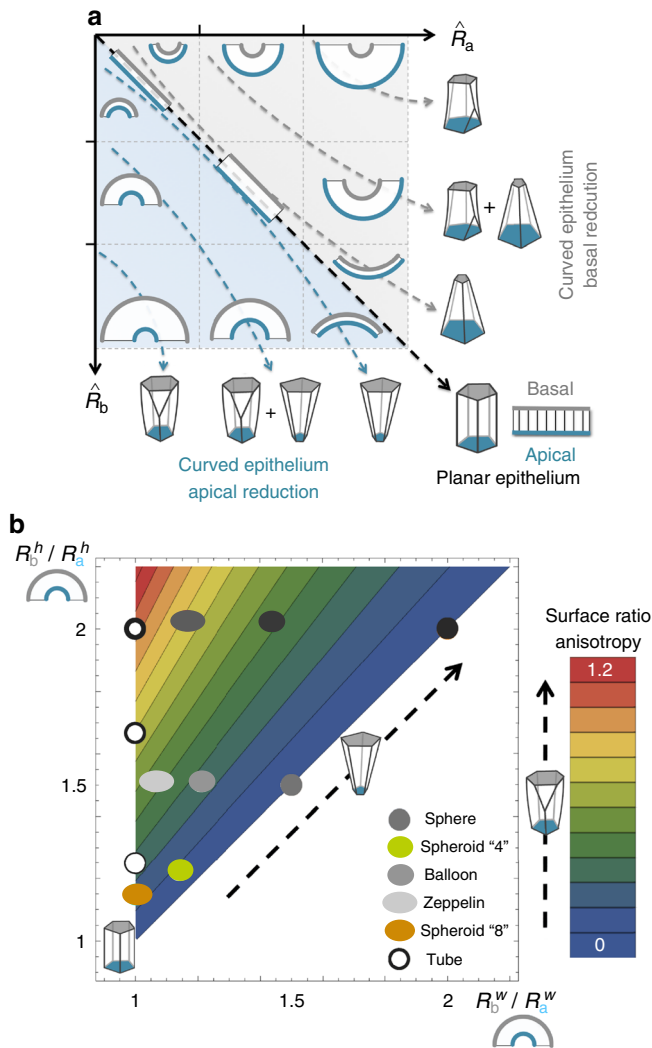 a
R̂a
+
Curved epithelium
basal redcution
R̂b
+
Basal
Apical
Curved epithelium
apical reduction
Planar epithelium
b
Rbʰ / Raʰ
Surface ratio
anisotropy
1.2
2
1.5
1
Sphere
Spheroid "4"
Balloon
Zeppelin
Spheroid "8"
Tube
0
1
1.5
2
Rbʷ / Raʷ